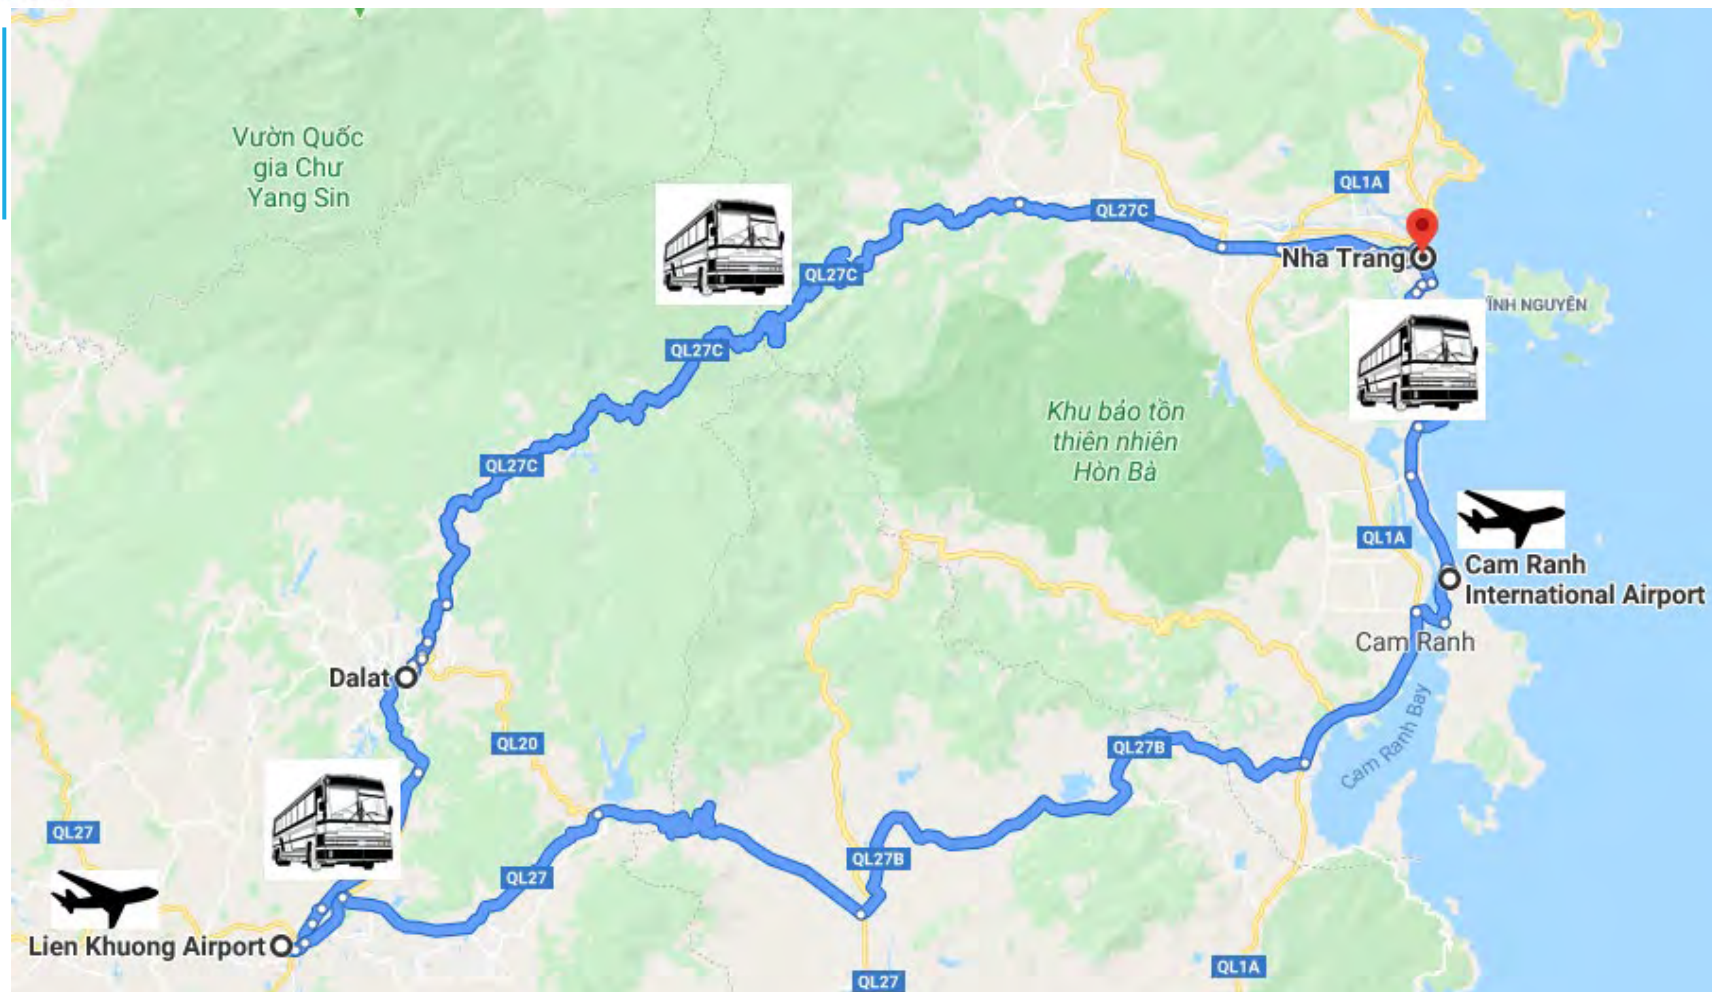 Vườn Quốc
gia Chư
Yang Sin
QL1A
QL27C
Nha Trang
QL27C
ĨNH NGUYÊN
QL27C
Khu bảo tồn
thiên nhiên
Hòn Bà
QL27C
QL1A
Cam Ranh
International Airport
Cam Ranh
Dalat
Cam Ranh Bay
QL20
QL27B
QL27
QL27B
QL27
Lien Khuong Airport
QL1A
QL27